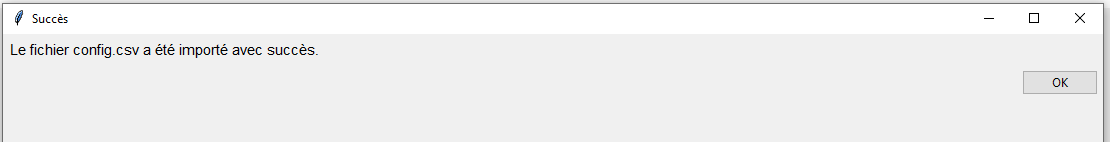 Succès
Le fichier config.csv a été importé avec succès.
OK